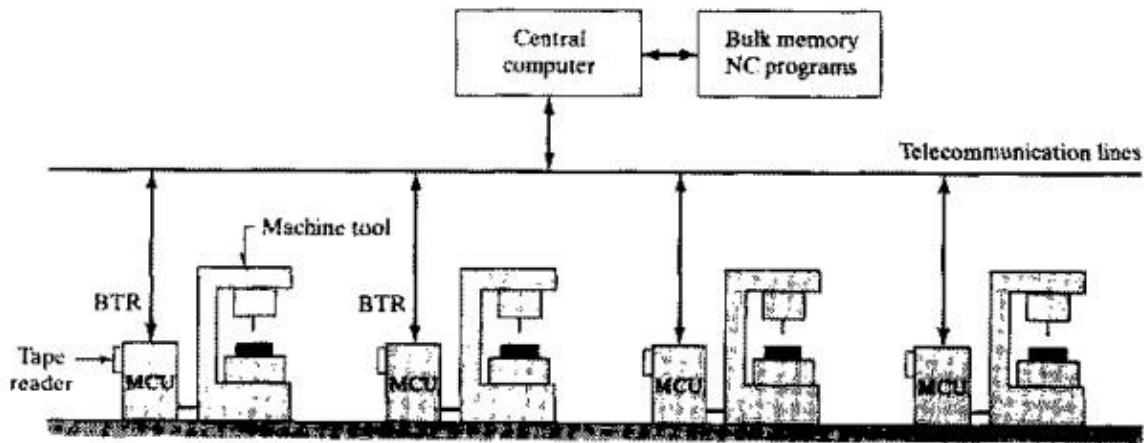 Central
computer
Bulk memory
NC programs
Telecommunication lines
Machine tool
BTR
BTR
Tape
reader
MCU
MCU
MCU
MCU